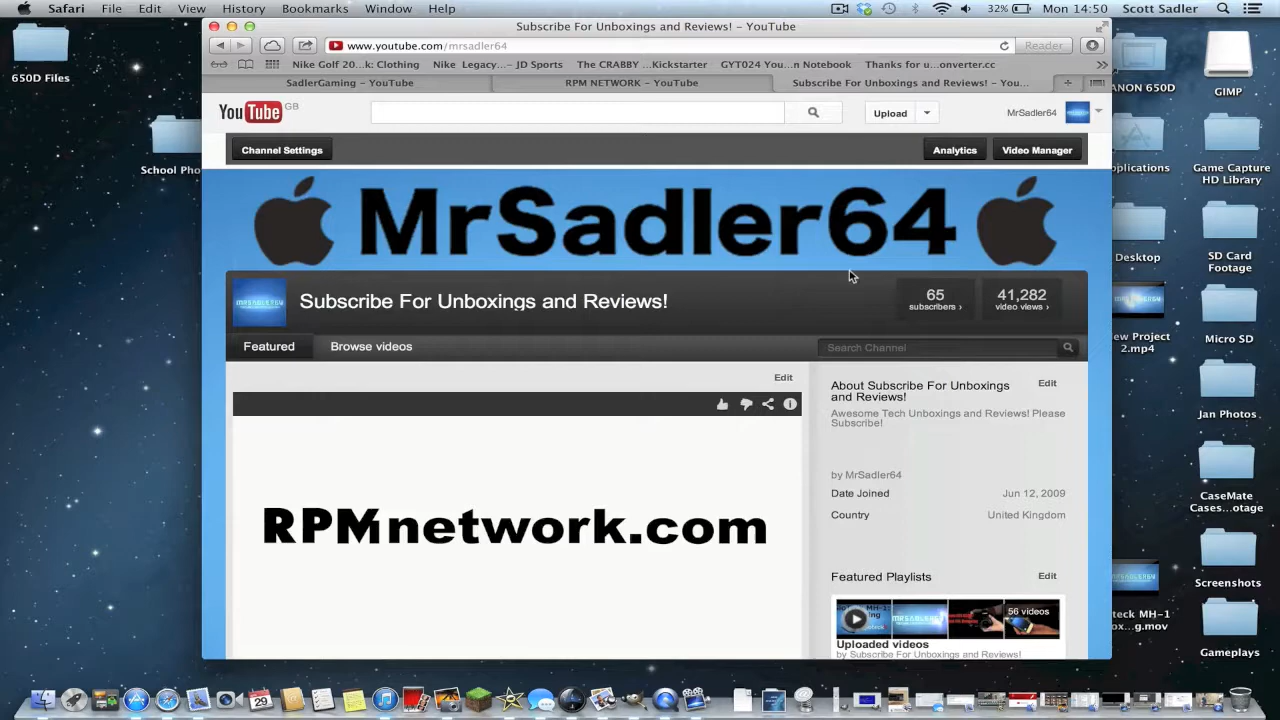 Safari File Edit View History Bookmarks Window Help 32% Mon 14:50 Scott Sadler
Subscribe For Unboxings and Reviews! – YouTube
www.youtube.com/mrsadler64 Reader
Nike Golf 20...k: Clothing Nike Legacy...– JD Sports The CRABBY ...Kickstarter GYT024 You...n Notebook Thanks for u...onverter.cc
SadlerGaming – YouTube RPM NETWORK – YouTube Subscribe For Unboxings and Reviews! – You...
YouTube GB Upload MrSadler64
Channel Settings Analytics Video Manager
MrSadler64
Subscribe For Unboxings and Reviews!
65 subscribers ›
41,282 video views ›
Featured Browse videos Search Channel
Edit
RPMnetwork.com
About Subscribe For Unboxings and Reviews! Edit
Awesome Tech Unboxings and Reviews! Please Subscribe!
by MrSadler64
Date Joined Jun 12, 2009
Country United Kingdom
Featured Playlists Edit
56 videos
Uploaded videos
by Subscribe For Unboxings and Reviews!
650D Files
School Pho
ANON 650D
GIMP
pplications
Game Capture HD Library
Desktop
SD Card Footage
ew Project 2.mp4
Micro SD
Jan Photos
CaseMate Cases...otage
Screenshots
teck MH-1
Gameplays
29